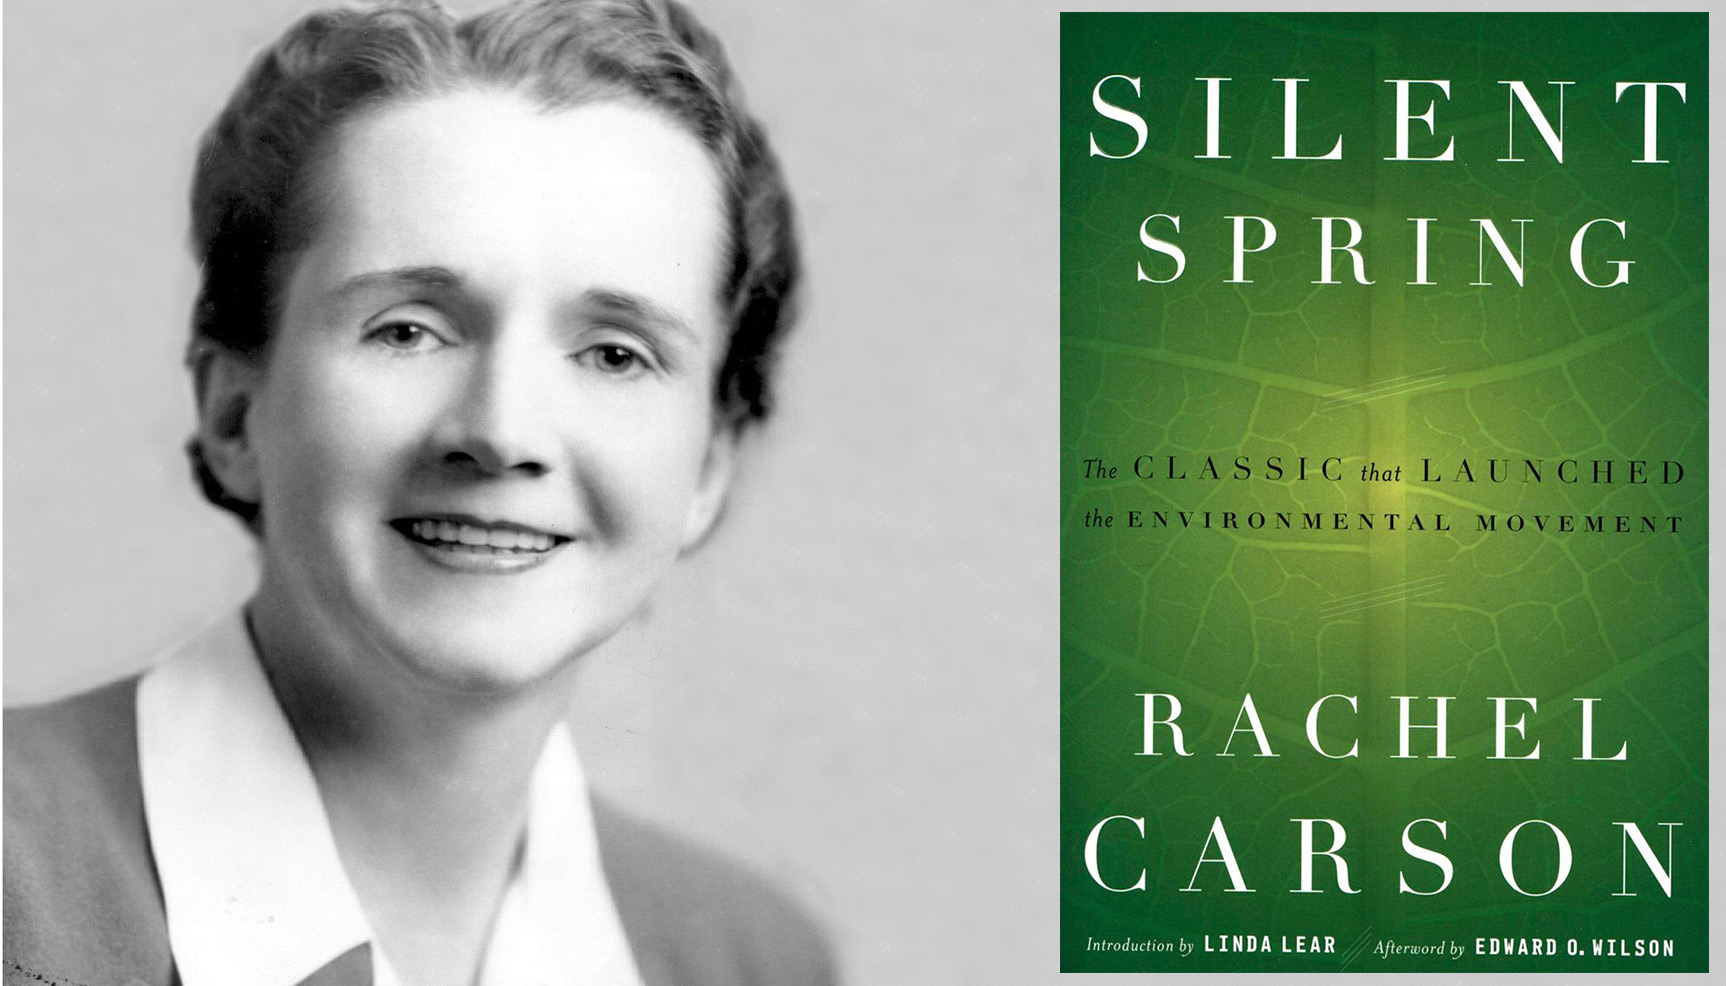 SILENT
SPRING
The CLASSIC that LAUNCHED
the ENVIRONMENTAL MOVEMENT
RACHEL
CARSON
Introduction by LINDA LEAR Afterword by EDWARD O. WILSON